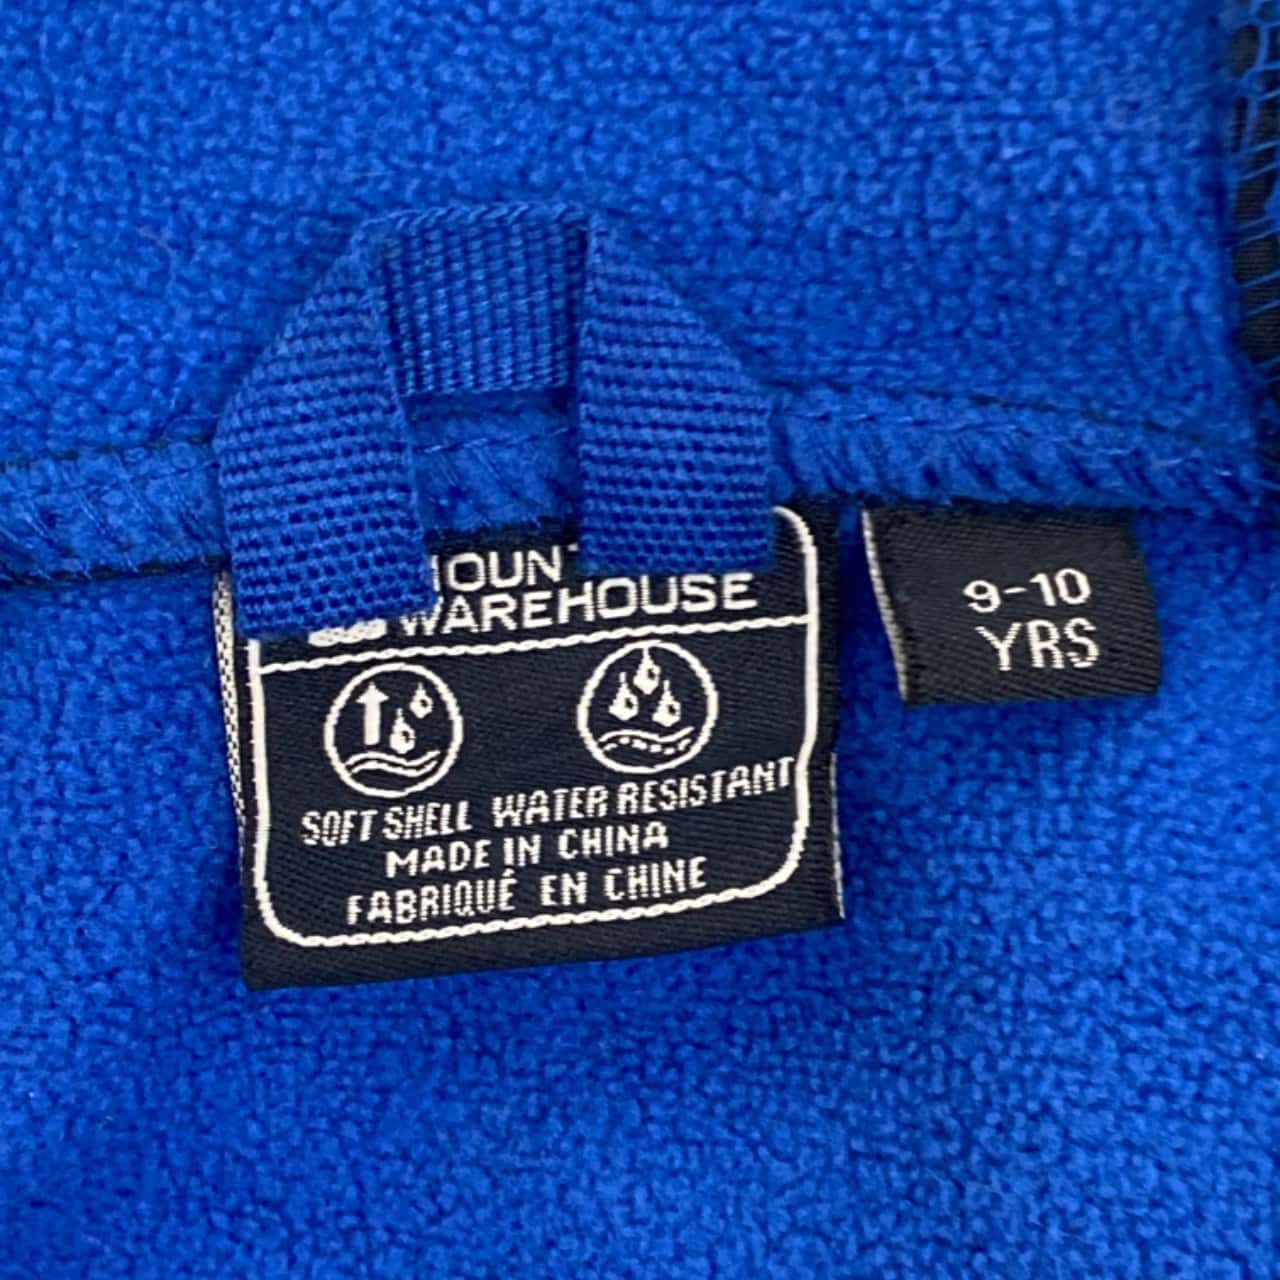 WAREHOUSE
SOFT SHELL WATER RESISTANT
MADE IN CHINA
FABRIQUÉ EN CHINE
9-10
YRS